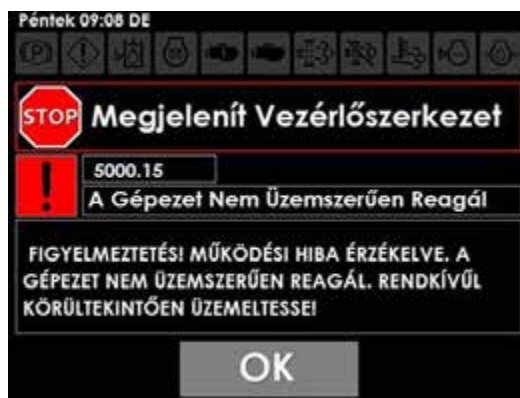 Péntek 09:08 DE
STOP Megjelenít Vezérlőszerkezet
5000.15
A Gépezet Nem Üzemszerűen Reagál
FIGYELMEZTETÉS! MŰKÖDÉSI HIBA ÉRZÉKELVE. A
GÉPEZET NEM ÜZEMSZERŰEN REAGÁL. RENDKÍVŰL
KÖRÜLTEKINTŐEN ÜZEMELTESSE!
OK